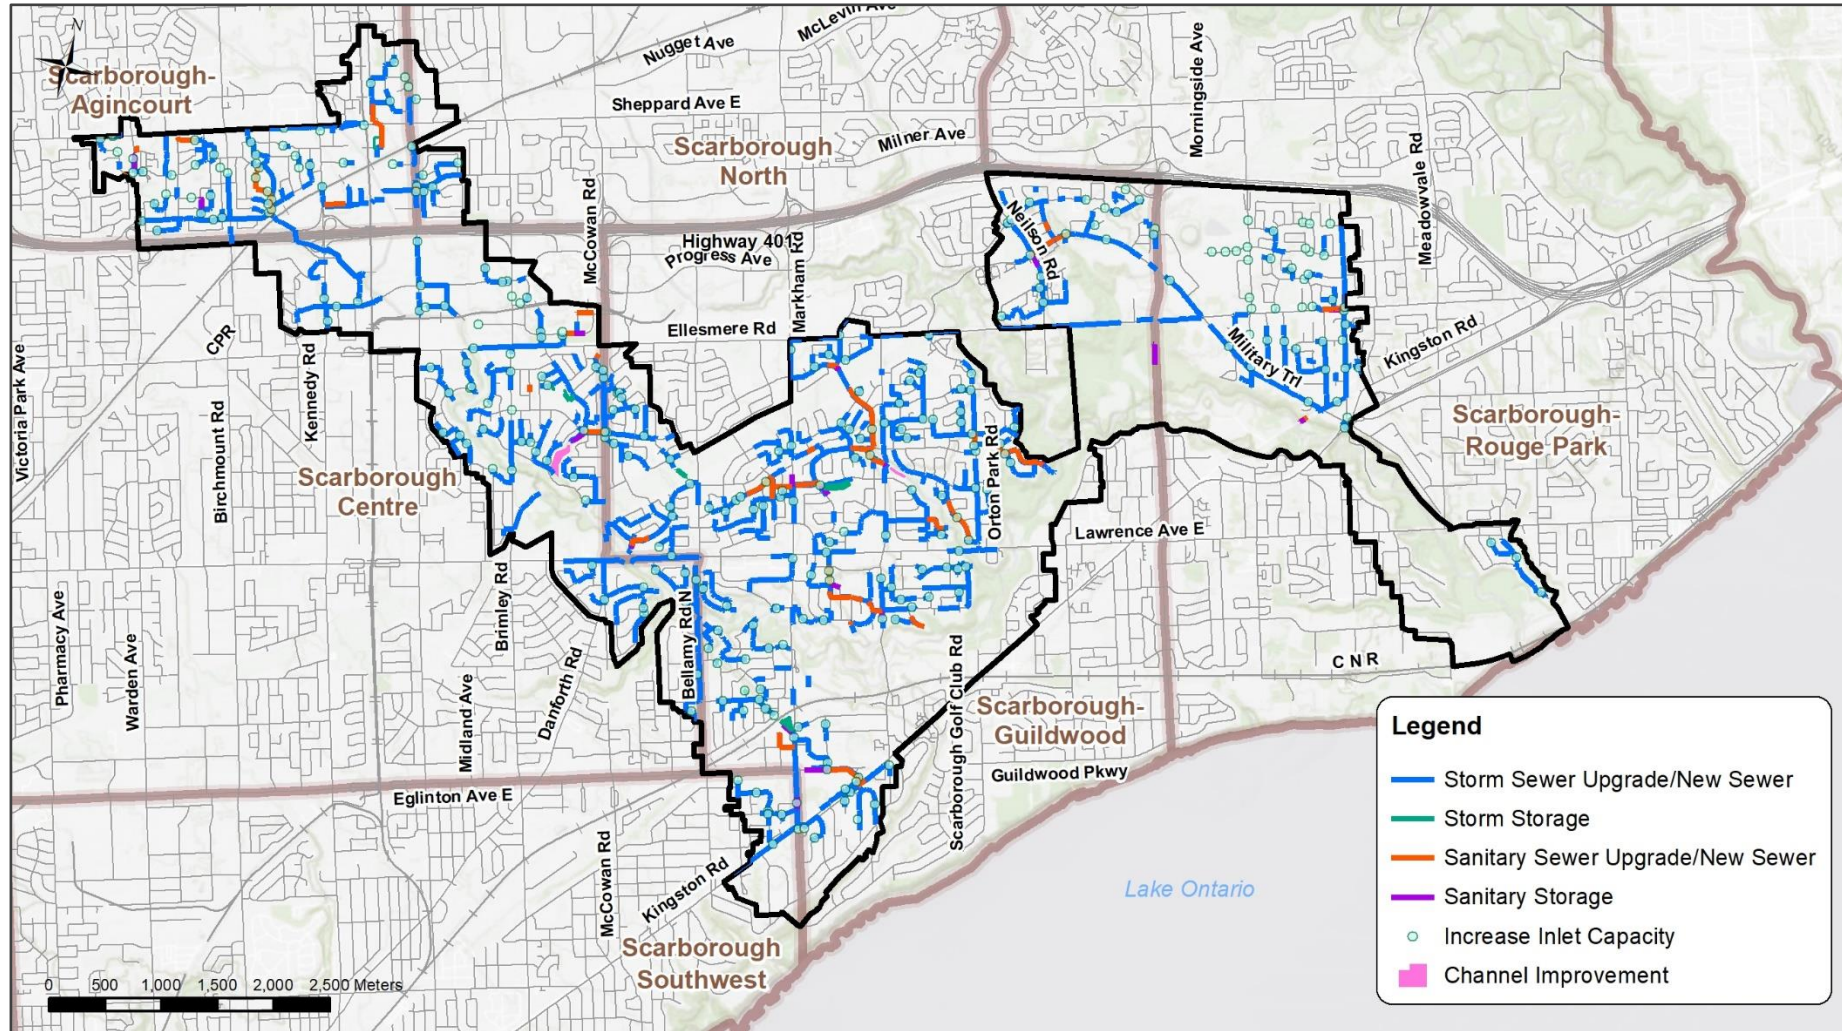 N
McLevin Ave
Nugget Ave
Scarborough-
Agincourt
Sheppard Ave E
Morningside Ave
Milner Ave
Scarborough
North
Meadowvale Rd
McCowan Rd
Neilson Rd
Highway 401
Progress Ave
Markham Rd
Ellesmere Rd
CPR
Kennedy Rd
Victoria Park Ave
Birchmount Rd
Military Trl
Kingston Rd
Scarborough-
Rouge Park
Scarborough
Centre
Orton Park Rd
Lawrence Ave E
Brimley Rd
Bellamy Rd N
Pharmacy Ave
Warden Ave
Midland Ave
Danforth Rd
Scarborough Golf Club Rd
C N R
Scarborough-
Guildwood
Guildwood Pkwy
Eglinton Ave E
McCowan Rd
Kingston Rd
Lake Ontario
Scarborough
Southwest
0 500 1,000 1,500 2,000 2,500 Meters
Legend
Storm Sewer Upgrade/New Sewer
Storm Storage
Sanitary Sewer Upgrade/New Sewer
Sanitary Storage
Increase Inlet Capacity
Channel Improvement